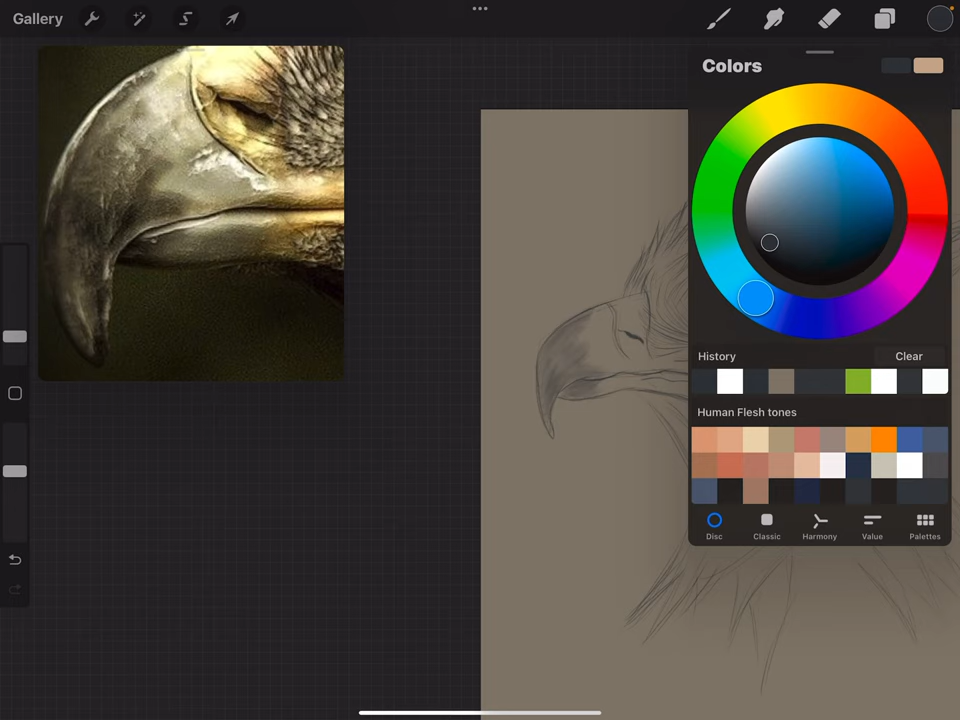 Gallery
Colors
History
Clear
Human Flesh tones
Disc
Classic
Harmony
Value
Palettes